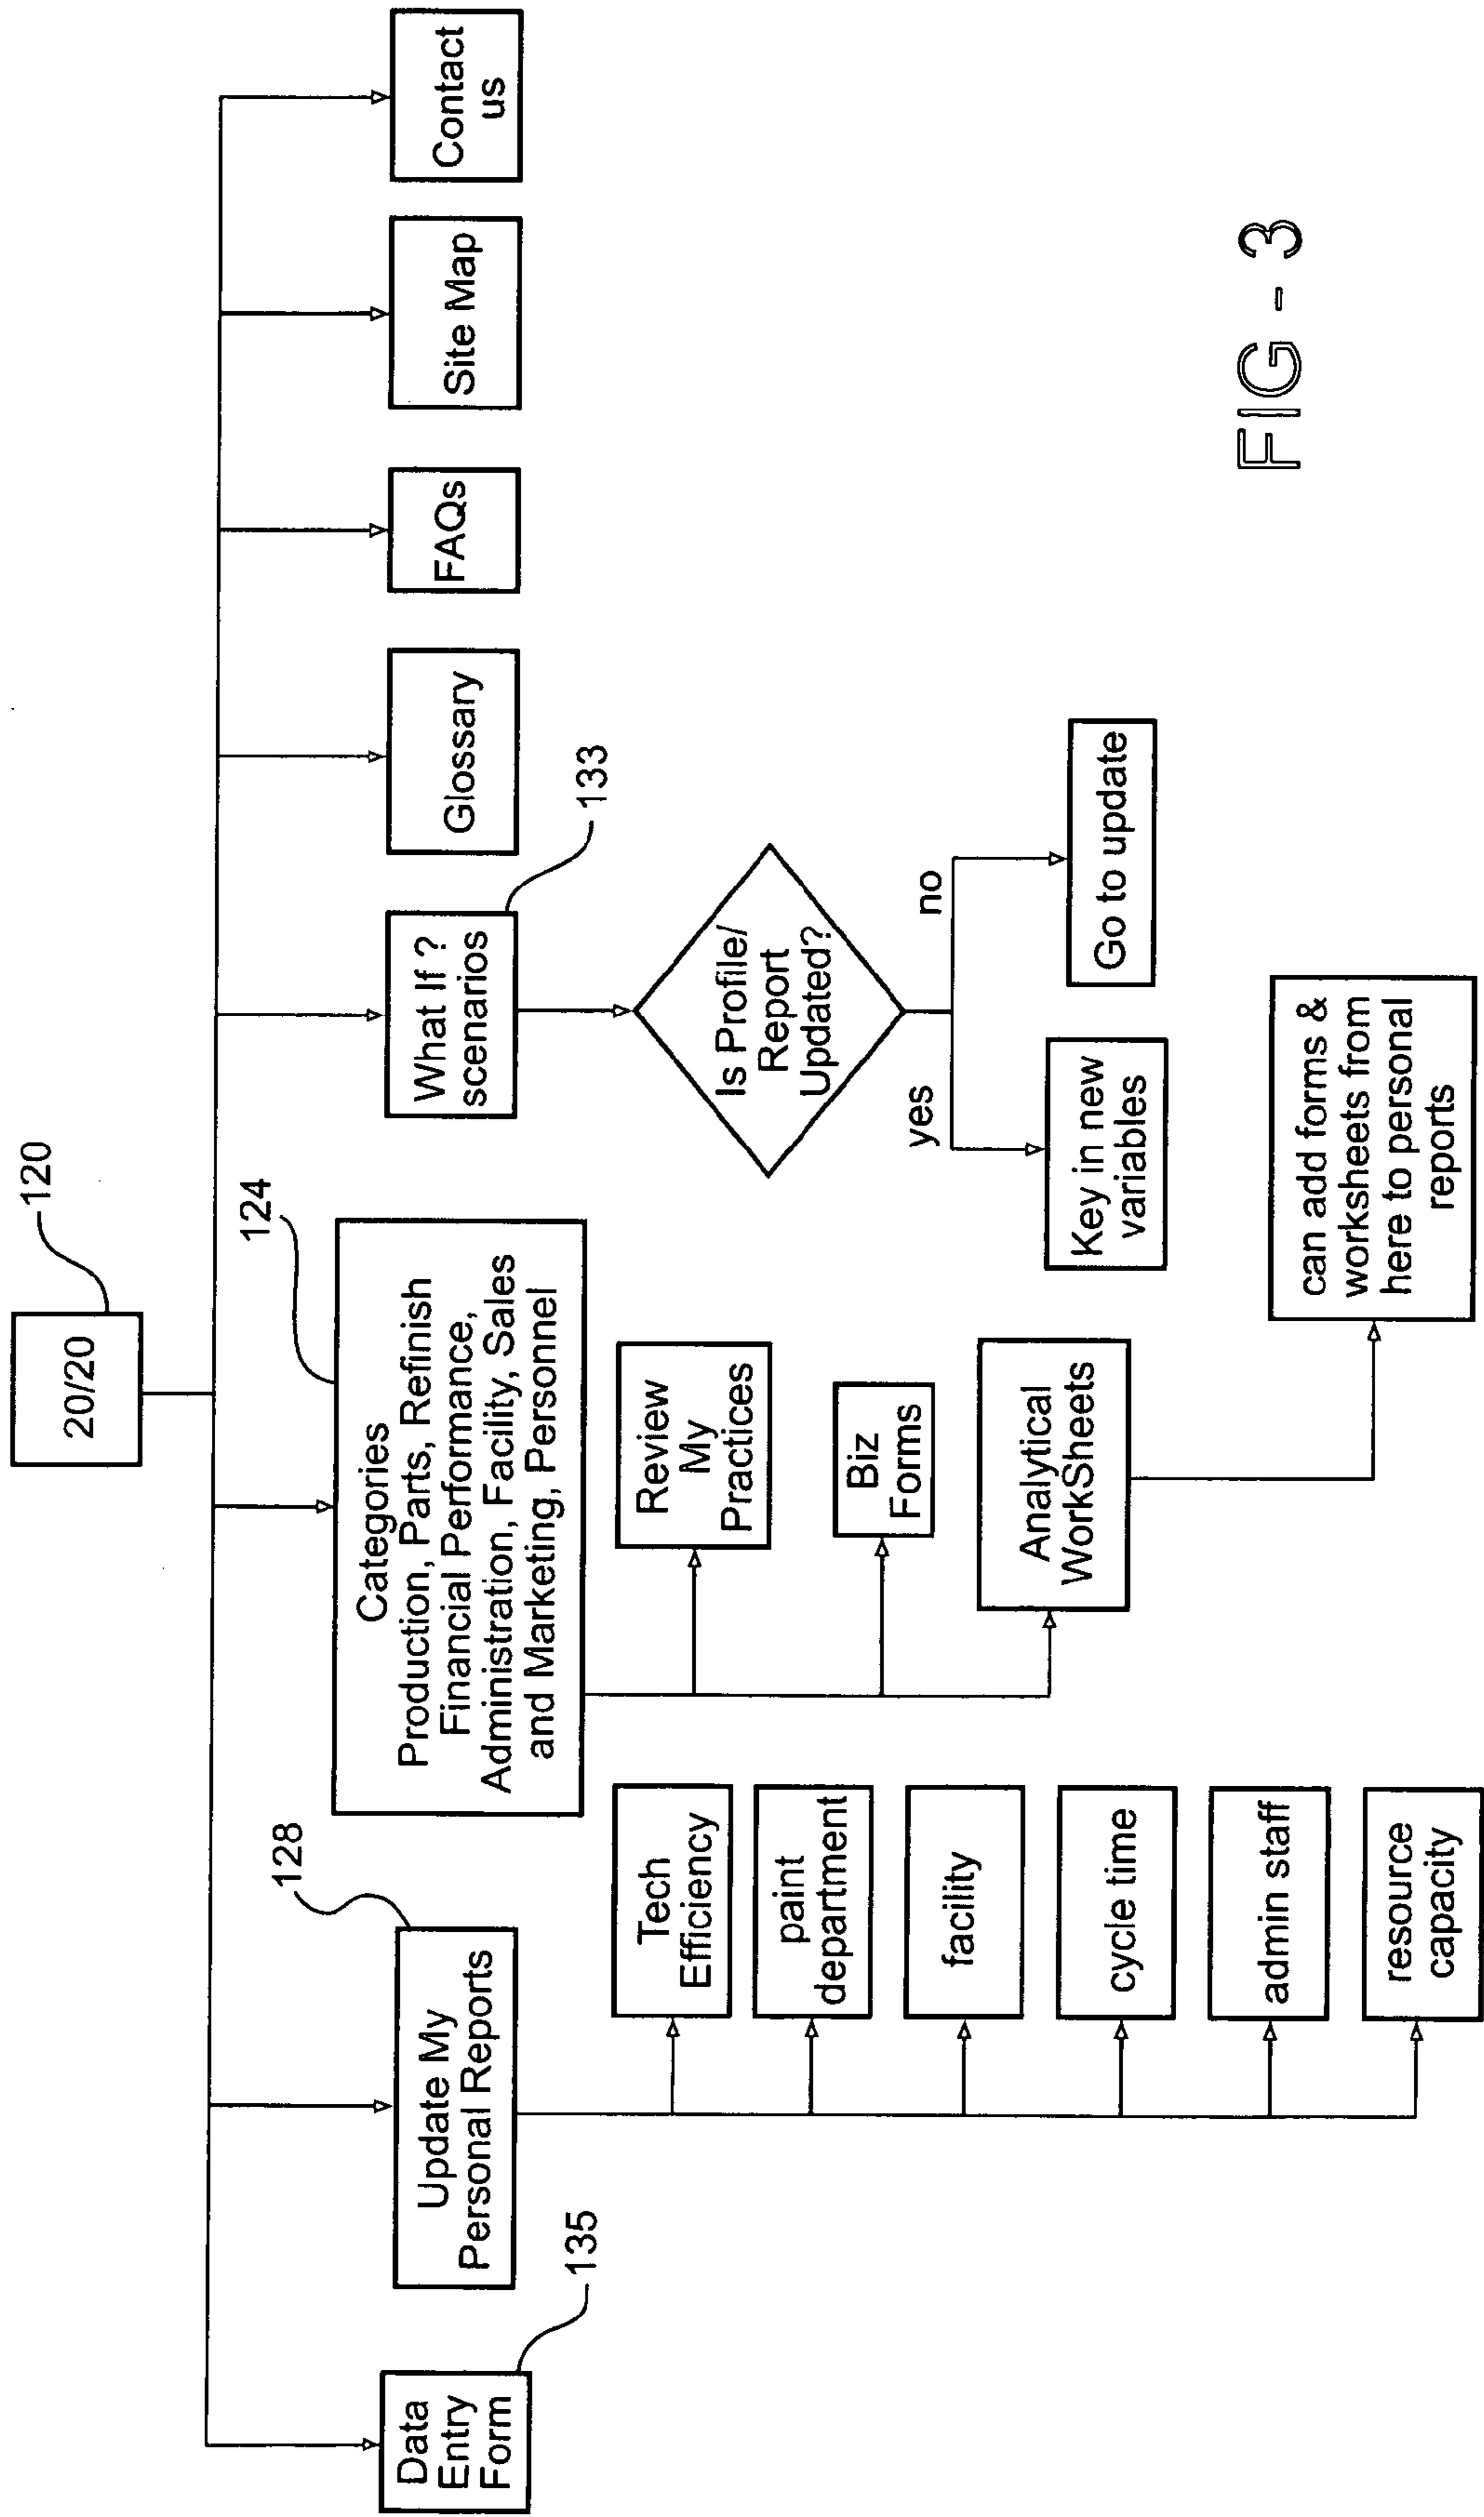 20/20
120
Data
Entry
Form
135
Update My
Personal Reports
128
Tech
Efficiency
paint
department
facility
cycle time
admin staff
resource
capacity
Categories
Production, Parts, Refinish
Financial Performance,
Administration, Facility, Sales
and Marketing, Personnel
124
Review
My
Practices
Biz
Forms
Analytical
WorkSheets
can add forms &
worksheets from
here to personal
reports
What If ?
scenarios
133
Is Profile/
Report
Updated?
yes
no
Key in new
variables
Go to update
Glossary
FAQs
Site Map
Contact
us
FIG - 3